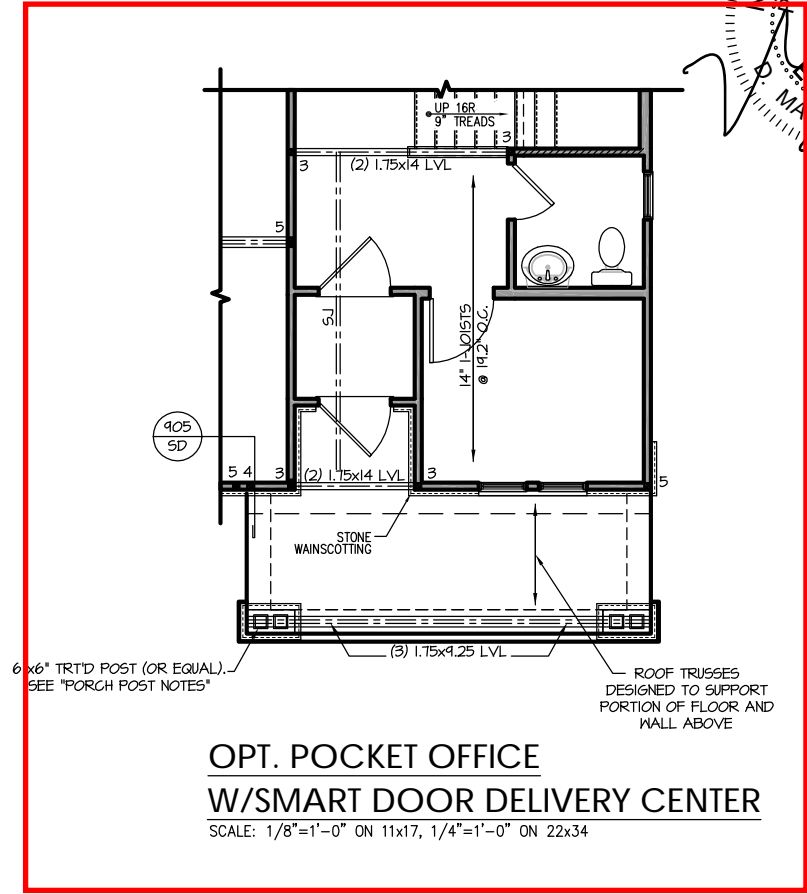 D. MA
UP 16R
9" TREADS
3
3
(2) 1.75x14 LVL
5
SJ
14" I-JOISTS
@ 19.2" O.C.
905
SD
5 4
3
(2) 1.75x14 LVL
3
5
STONE
WAINSCOTTING
(3) 1.75x9.25 LVL
6"x6" TRT'D POST (OR EQUAL).
SEE "PORCH POST NOTES"
ROOF TRUSSES
DESIGNED TO SUPPORT
PORTION OF FLOOR AND
WALL ABOVE
OPT. POCKET OFFICE
W/SMART DOOR DELIVERY CENTER
SCALE: 1/8"=1'-0" ON 11x17, 1/4"=1'-0" ON 22x34